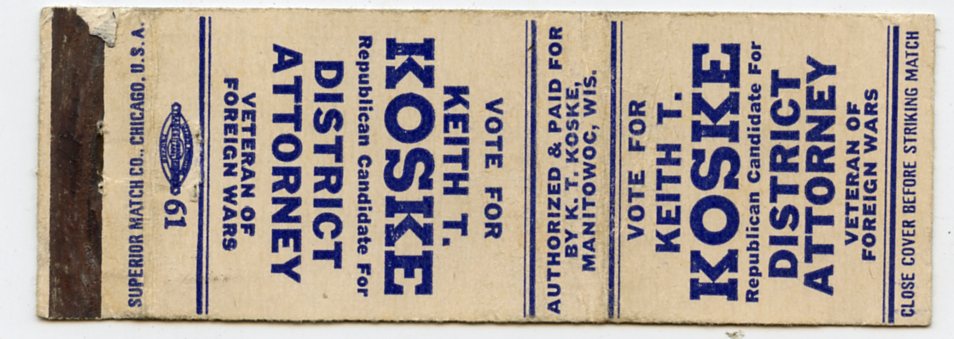 VOTE FOR
KEITH T.
KOSKE
Republican Candidate For
DISTRICT
ATTORNEY
VETERAN OF
FOREIGN WARS
SUPERIOR MATCH CO., CHICAGO, U.S.A.
61
AUTHORIZED & PAID FOR
BY K. T. KOSKE,
MANITOWOC, WIS.
VOTE FOR
KEITH T.
KOSKE
Republican Candidate For
DISTRICT
ATTORNEY
VETERAN OF
FOREIGN WARS
CLOSE COVER BEFORE STRIKING MATCH